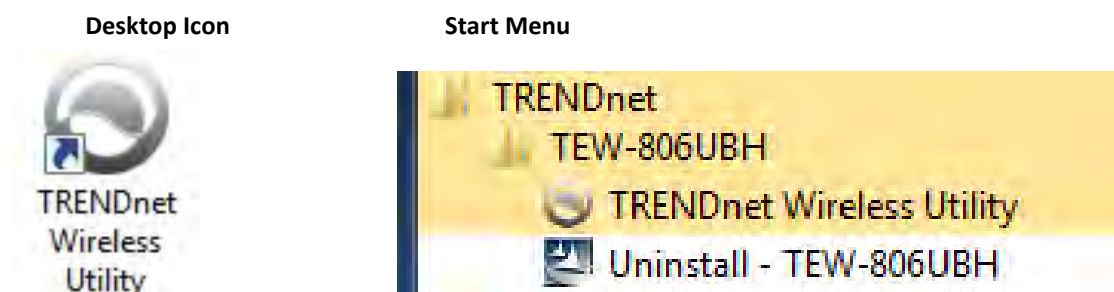 Desktop Icon
Start Menu
TRENDnet
Wireless
Utility
TRENDnet
TEW-806UBH
TRENDnet Wireless Utility
Uninstall - TEW-806UBH